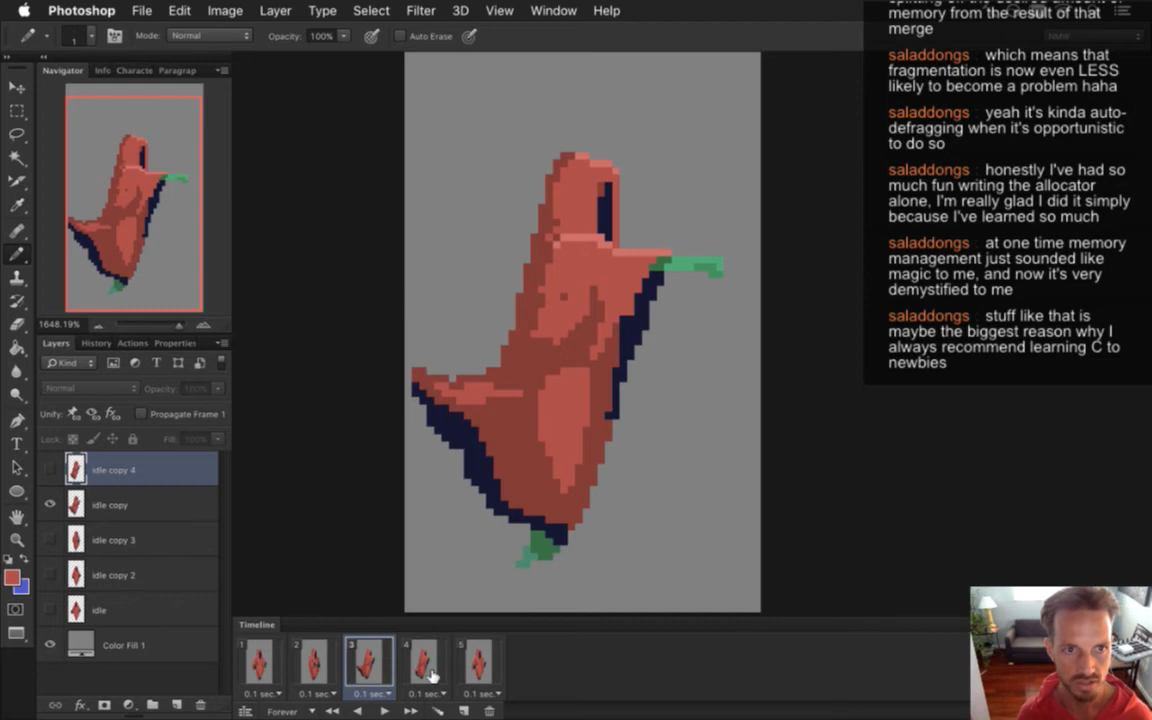 Photoshop File Edit Image Layer Type Select Filter 3D View Window Help
1 Mode: Normal Opacity: 100% Auto Erase
Navigator Info Characte Paragrap
1648.19%
Layers History Actions Properties
Kind
Normal Opacity: 100%
Unify: Propagate Frame 1
Lock: Fill: 100%
idle copy 4
idle copy
idle copy 3
idle copy 2
idle
Color Fill 1
fx
Timeline
1 2 3 4 5
0.1 sec. 0.1 sec. 0.1 sec. 0.1 sec. 0.1 sec.
Forever
memory from the result of that
merge
saladdongs which means that
fragmentation is now even LESS
likely to become a problem haha
saladdongs yeah it's kinda auto-
defragging when it's opportunistic
to do so
saladdongs honestly I've had so
much fun writing the allocator
alone, I'm really glad I did it simply
because I've learned so much
saladdongs at one time memory
management just sounded like
magic to me, and now it's very
demystified to me
saladdongs stuff like that is
maybe the biggest reason why I
always recommend learning C to
newbies